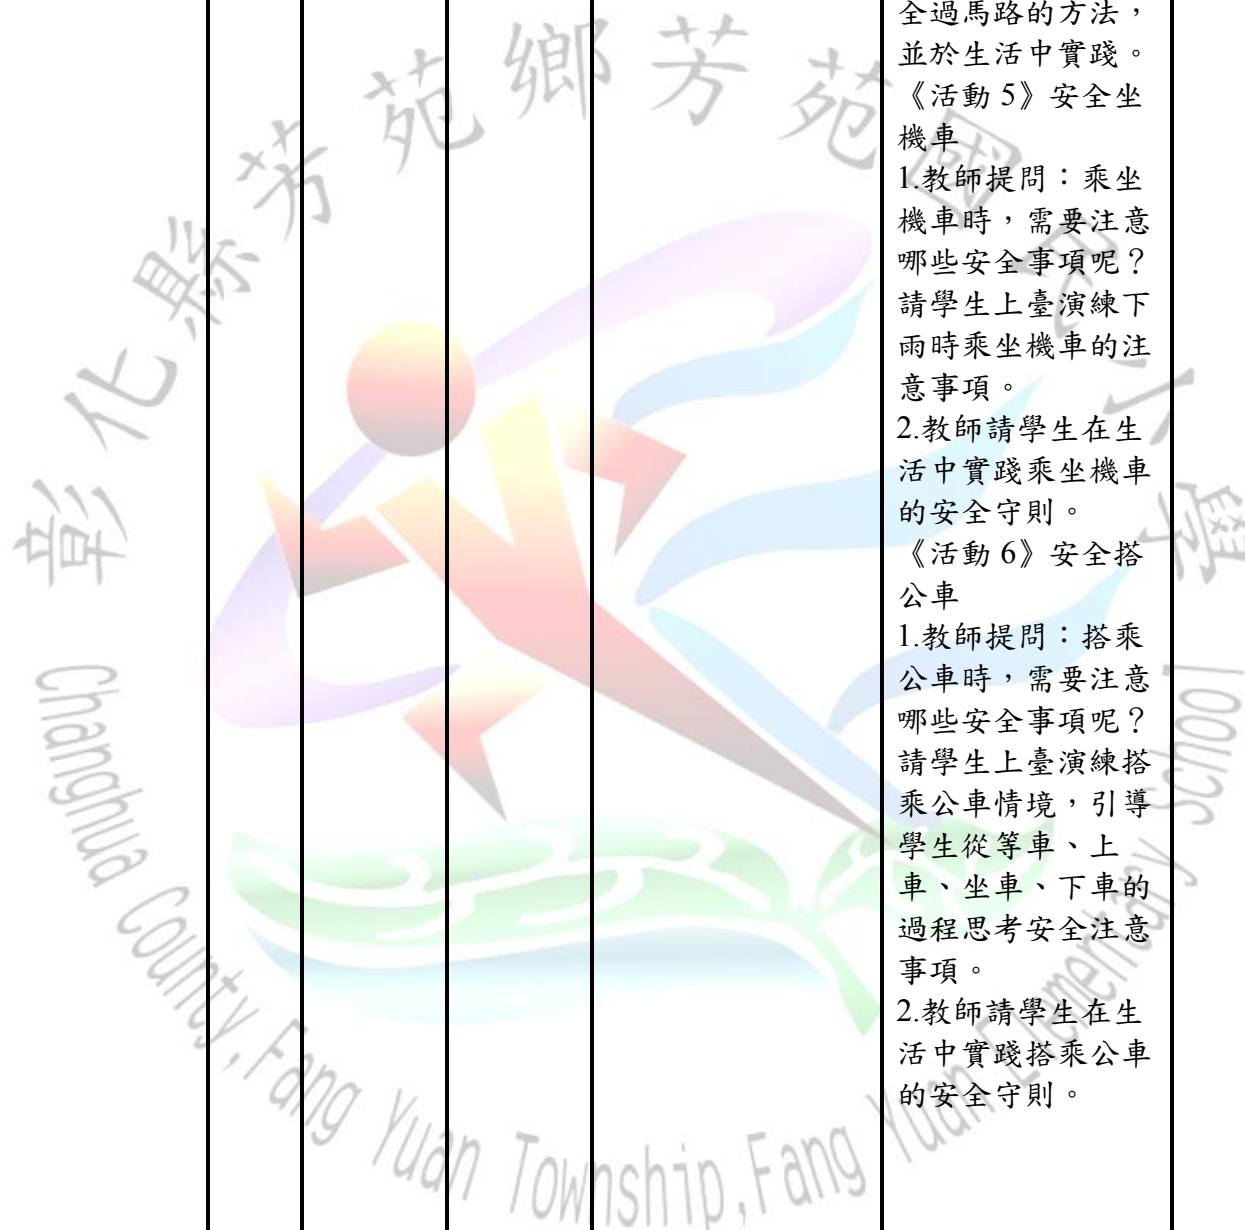 彰化縣芳苑鄉芳苑國民小學
全過馬路的方法，
並於生活中實踐。
《活動 5》安全坐
機車
1.教師提問：乘坐
機車時，需要注意
哪些安全事項呢？
請學生上臺演練下
雨時乘坐機車的注
意事項。
2.教師請學生在生
活中實踐乘坐機車
的安全守則。
《活動 6》安全搭
公車
1.教師提問：搭乘
公車時，需要注意
哪些安全事項呢？
請學生上臺演練搭
乘公車情境，引導
學生從等車、上
車、坐車、下車的
過程思考安全注意
事項。
2.教師請學生在生
活中實踐搭乘公車
的安全守則。
Changhua County,Fang Yuan Township,Fang Yuan Elementary School